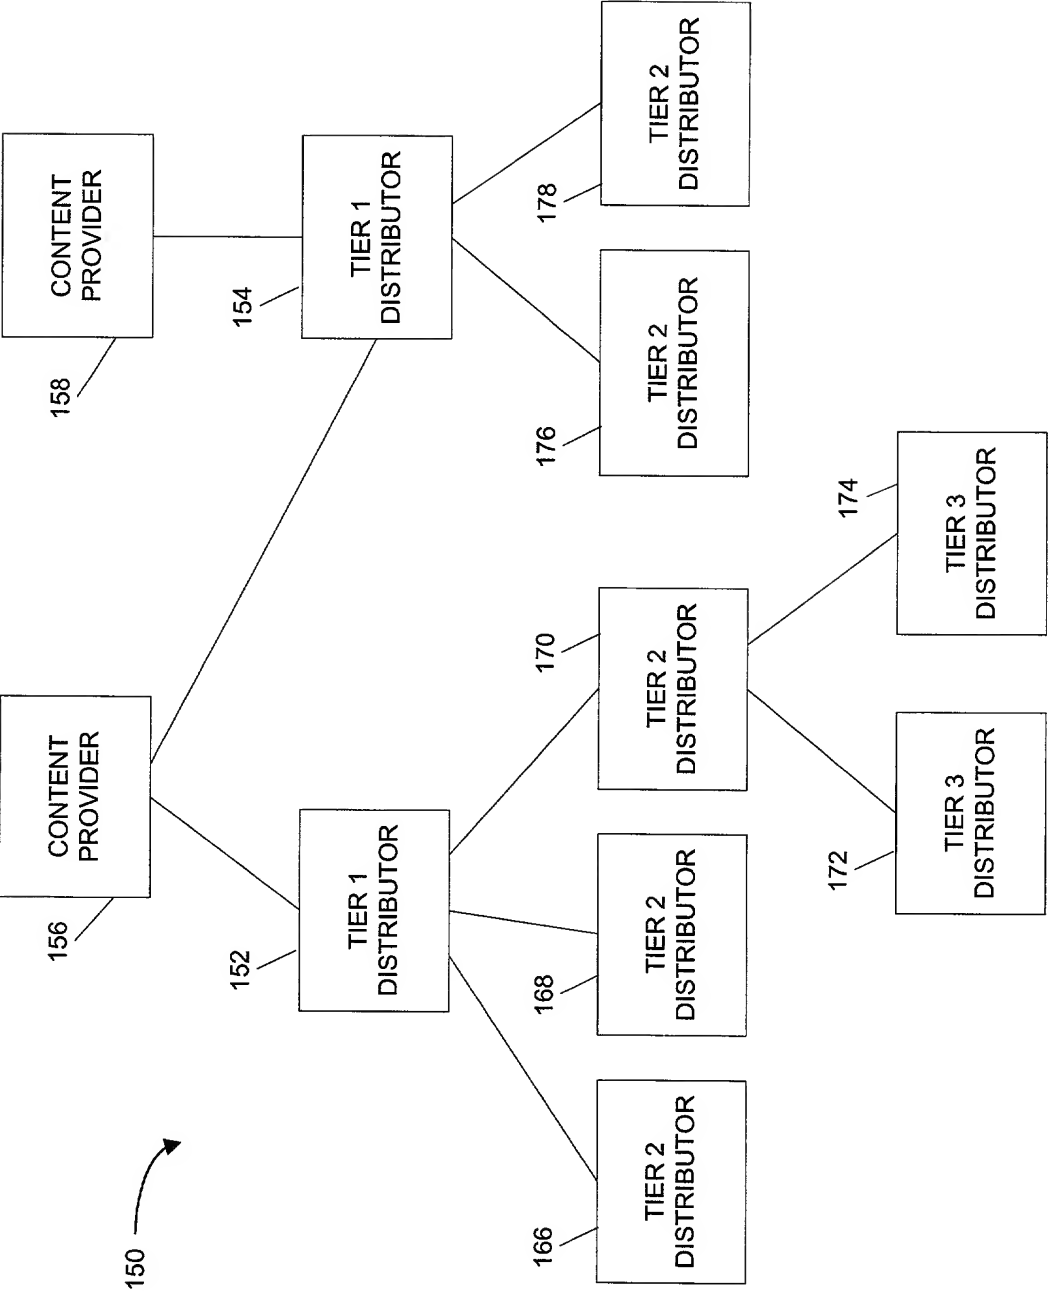 150
156
CONTENT
PROVIDER
158
CONTENT
PROVIDER
152
TIER 1
DISTRIBUTOR
154
TIER 1
DISTRIBUTOR
166
TIER 2
DISTRIBUTOR
168
TIER 2
DISTRIBUTOR
170
TIER 2
DISTRIBUTOR
176
TIER 2
DISTRIBUTOR
178
TIER 2
DISTRIBUTOR
172
TIER 3
DISTRIBUTOR
174
TIER 3
DISTRIBUTOR